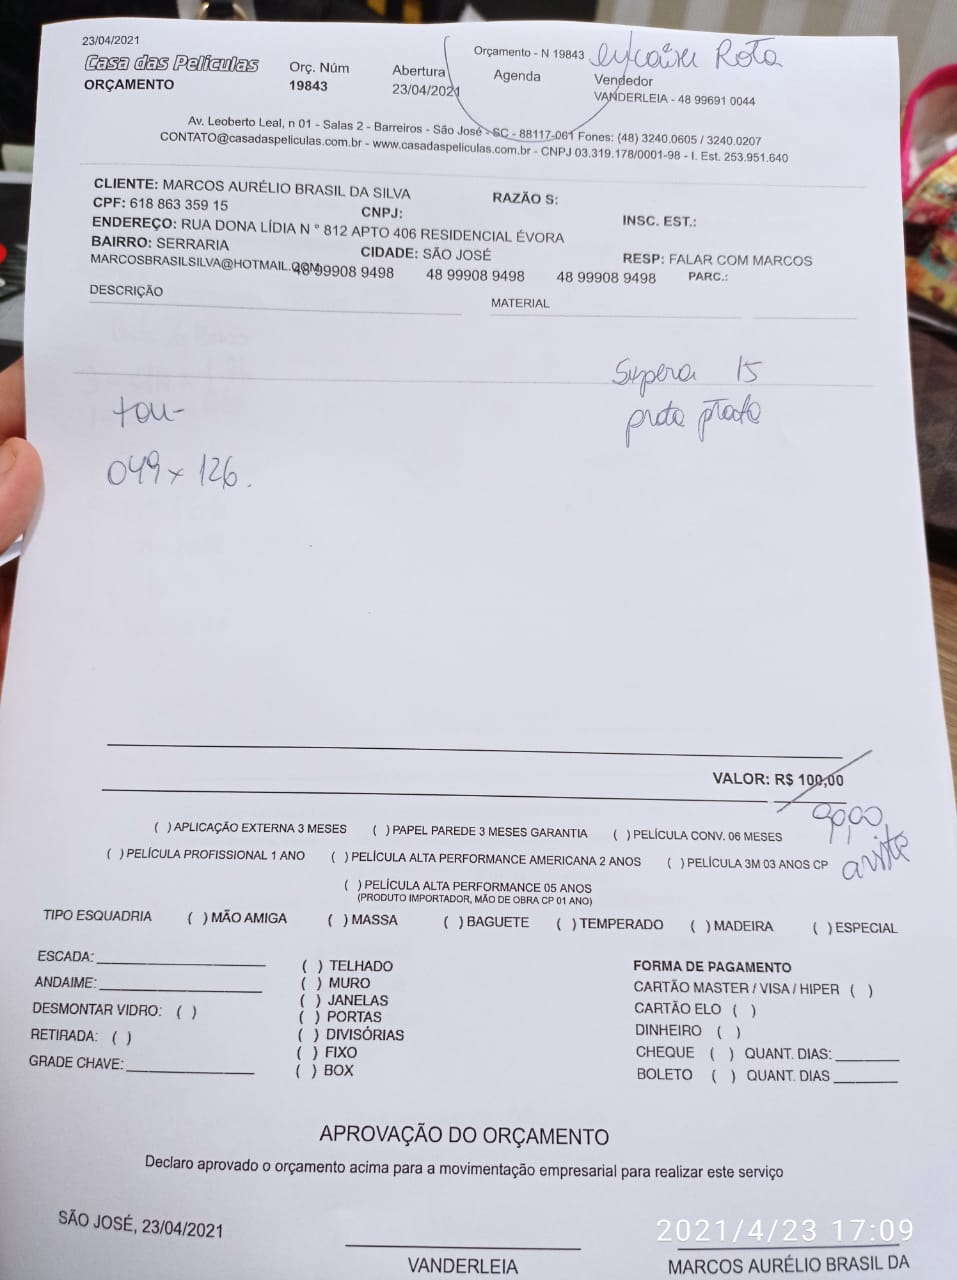 23/04/2021
Orçamento - N 19843 encaixe Rota
Casa das Películas
Orç. Núm
Abertura
Agenda
Vendedor
ORÇAMENTO
19843
23/04/2021
VANDERLEIA - 48 99691 0044
Av. Leoberto Leal, n 01 - Salas 2 - Barreiros - São José - SC - 88117-061 Fones: (48) 3240.0605 / 3240.0207
CONTATO@casadaspeliculas.com.br - www.casadaspeliculas.com.br - CNPJ 03.319.178/0001-98 - I. Est. 253.951.640
CLIENTE: MARCOS AURÉLIO BRASIL DA SILVA
RAZÃO S:
CPF: 618 863 359 15
CNPJ:
INSC. EST.:
ENDEREÇO: RUA DONA LÍDIA N ° 812 APTO 406 RESIDENCIAL ÉVORA
BAIRRO: SERRARIA
CIDADE: SÃO JOSÉ
RESP: FALAR COM MARCOS
MARCOSBRASILSILVA@HOTMAIL.COM
48 99908 9498
48 99908 9498
48 99908 9498
PARC.:
DESCRIÇÃO
MATERIAL
Supera 15
prata
049 x 126.
VALOR: R$ 100,00
90,00
( ) APLICAÇÃO EXTERNA 3 MESES ( ) PAPEL PAREDE 3 MESES GARANTIA ( ) PELÍCULA CONV. 06 MESES
( ) PELÍCULA PROFISSIONAL 1 ANO ( ) PELÍCULA ALTA PERFORMANCE AMERICANA 2 ANOS ( ) PELÍCULA 3M 03 ANOS CP
( ) PELÍCULA ALTA PERFORMANCE 05 ANOS
(PRODUTO IMPORTADOR, MÃO DE OBRA CP 01 ANO)
TIPO ESQUADRIA ( ) MÃO AMIGA ( ) MASSA ( ) BAGUETE ( ) TEMPERADO ( ) MADEIRA ( ) ESPECIAL
ESCADA:
ANDAIME:
DESMONTAR VIDRO: ( )
RETIRADA: ( )
GRADE CHAVE:
( ) TELHADO
( ) MURO
( ) JANELAS
( ) PORTAS
( ) DIVISÓRIAS
( ) FIXO
( ) BOX
FORMA DE PAGAMENTO
CARTÃO MASTER / VISA / HIPER ( )
CARTÃO ELO ( )
DINHEIRO ( )
CHEQUE ( ) QUANT. DIAS:
BOLETO ( ) QUANT. DIAS
APROVAÇÃO DO ORÇAMENTO
Declaro aprovado o orçamento acima para a movimentação empresarial para realizar este serviço
SÃO JOSÉ, 23/04/2021
2021/4/23 17:09
VANDERLEIA
MARCOS AURÉLIO BRASIL DA